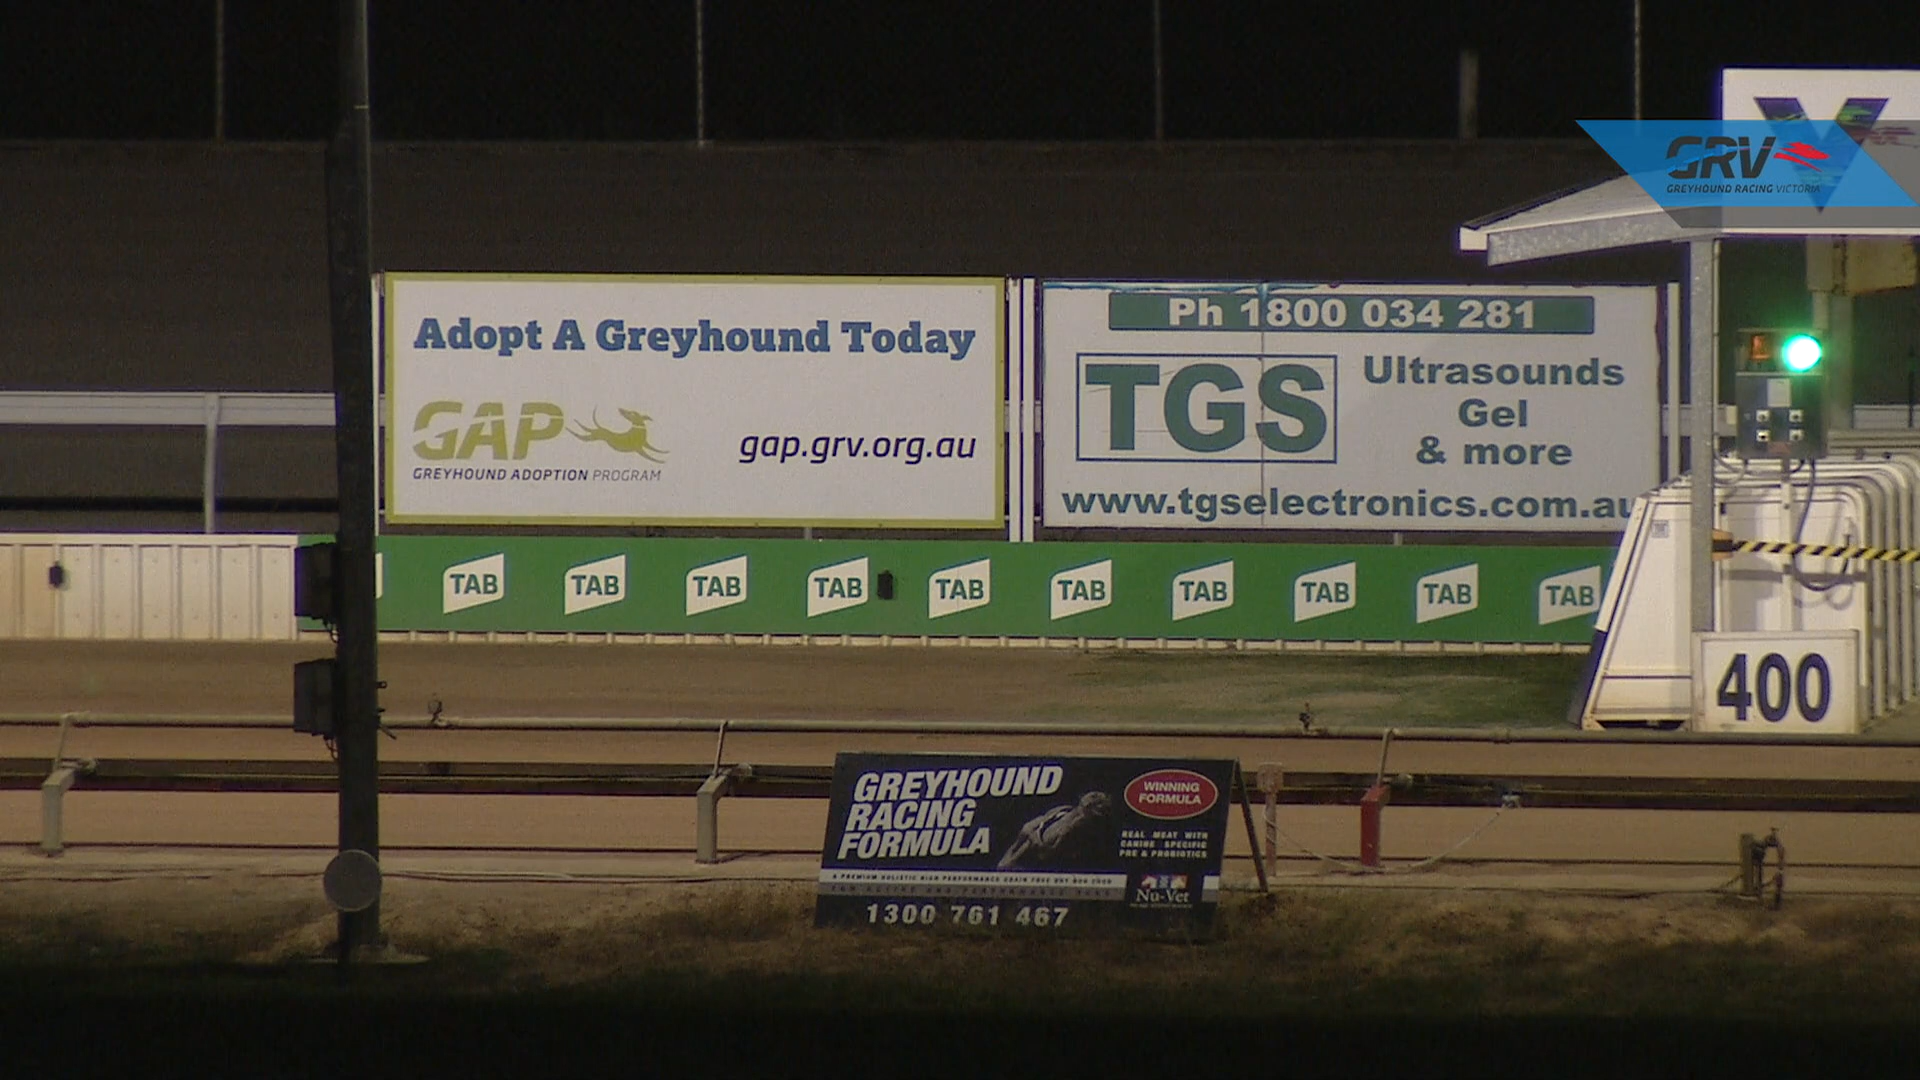 GRV
GREYHOUND RACING VICTORIA
Adopt A Greyhound Today
GAP
GREYHOUND ADOPTION PROGRAM
gap.grv.org.au
Ph 1800 034 281
TGS
Ultrasounds
Gel
& more
www.tgselectronics.com.au
TAB TAB TAB TAB TAB TAB TAB TAB TAB TAB
400
GREYHOUND
RACING
FORMULA
WINNING
FORMULA
REAL MEAT WITH
CANINE SPECIFIC
PRE & PROBIOTICS
Nu-Vet
1300 761 467